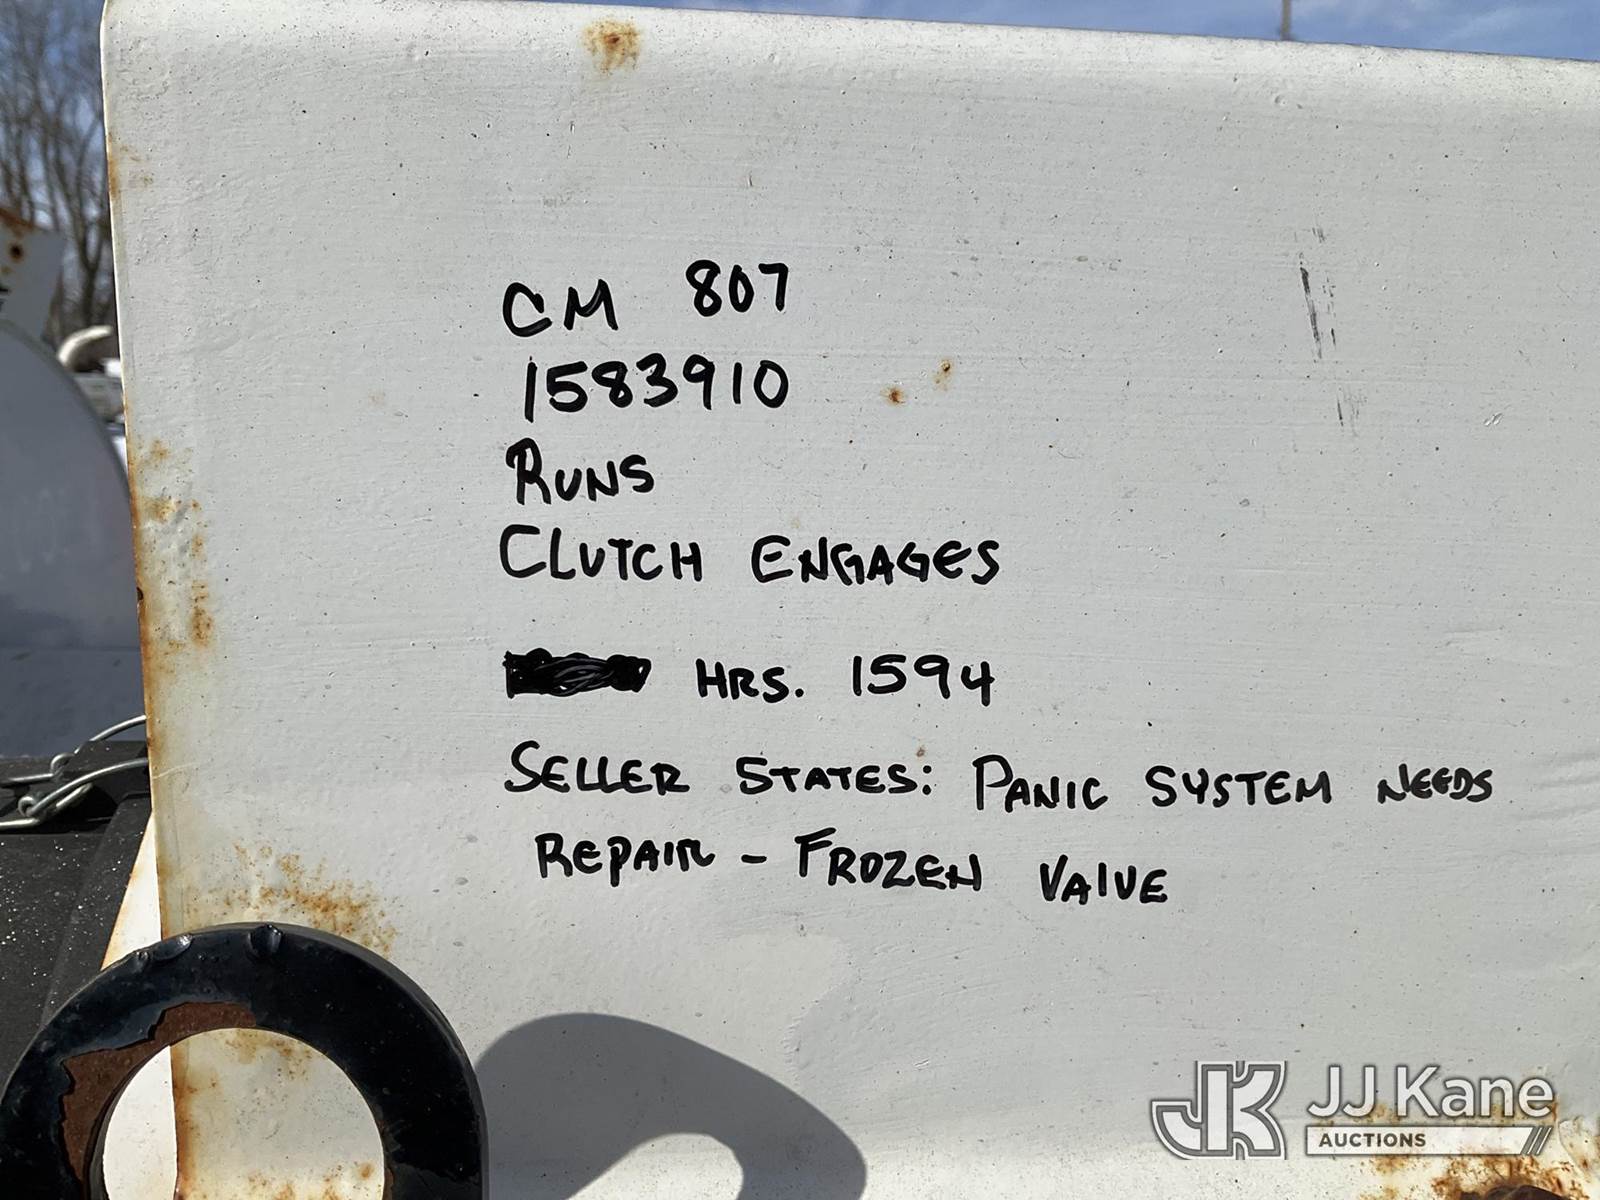 CM 807
1583910
RUNS
CLUTCH ENGAGES
HRS. 1594
SELLER STATES: PANIC SYSTEM NEEDS
REPAIR - FROZEN VALVE
JK JJ Kane
AUCTIONS